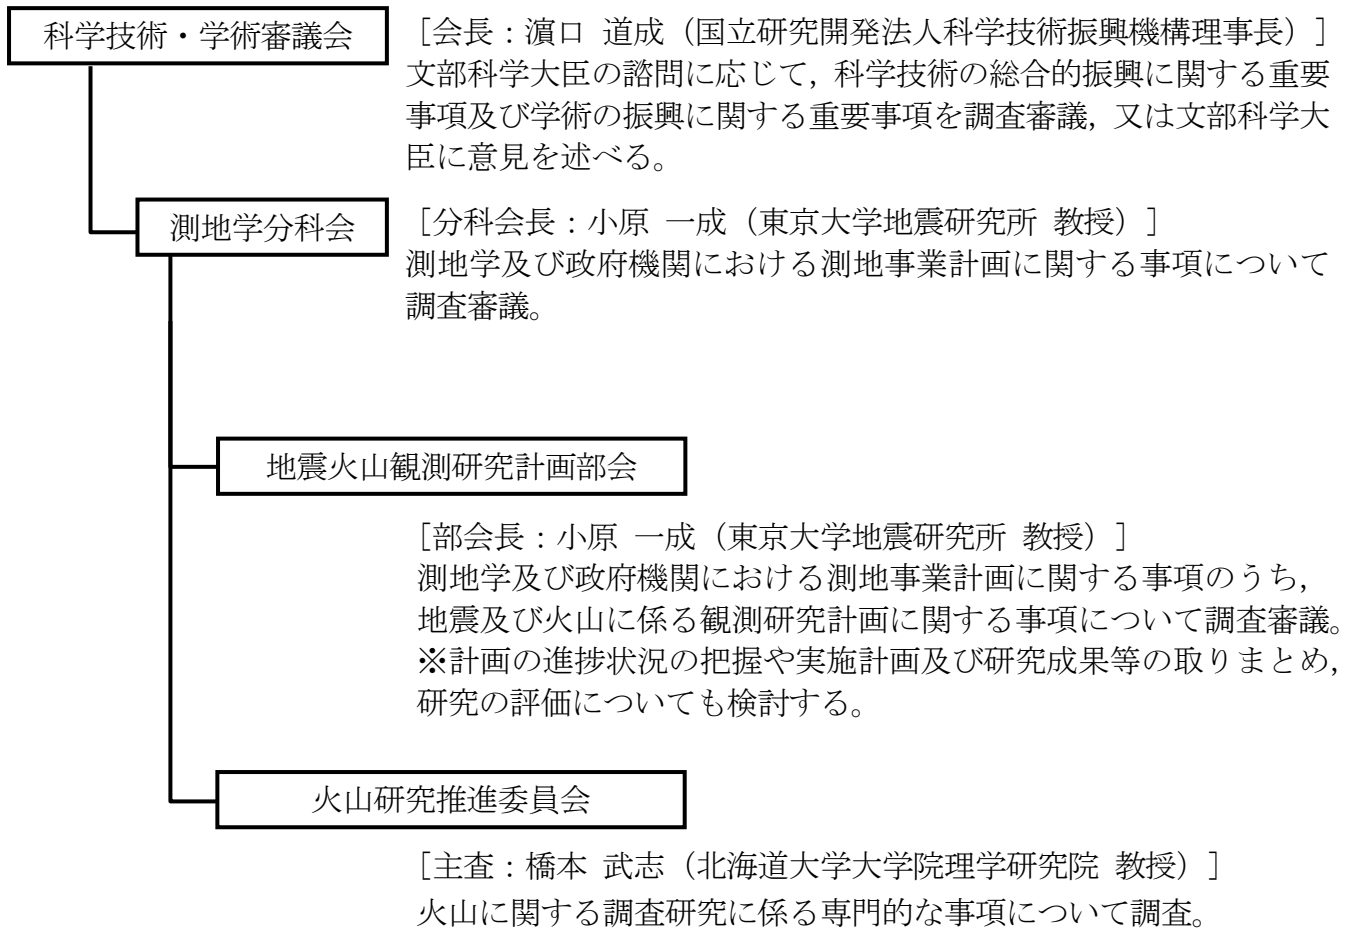 科学技術・学術審議会
［会長：濵口 道成（国立研究開発法人科学技術振興機構理事長）］
文部科学大臣の諮問に応じて，科学技術の総合的振興に関する重要
事項及び学術の振興に関する重要事項を調査審議，又は文部科学大
臣に意見を述べる。
測地学分科会
［分科会長：小原 一成（東京大学地震研究所 教授）］
測地学及び政府機関における測地事業計画に関する事項について
調査審議。
地震火山観測研究計画部会
［部会長：小原 一成（東京大学地震研究所 教授）］
測地学及び政府機関における測地事業計画に関する事項のうち，
地震及び火山に係る観測研究計画に関する事項について調査審議。
※計画の進捗状況の把握や実施計画及び研究成果等の取りまとめ，
研究の評価についても検討する。
火山研究推進委員会
［主査：橋本 武志（北海道大学大学院理学研究院 教授）］
火山に関する調査研究に係る専門的な事項について調査。